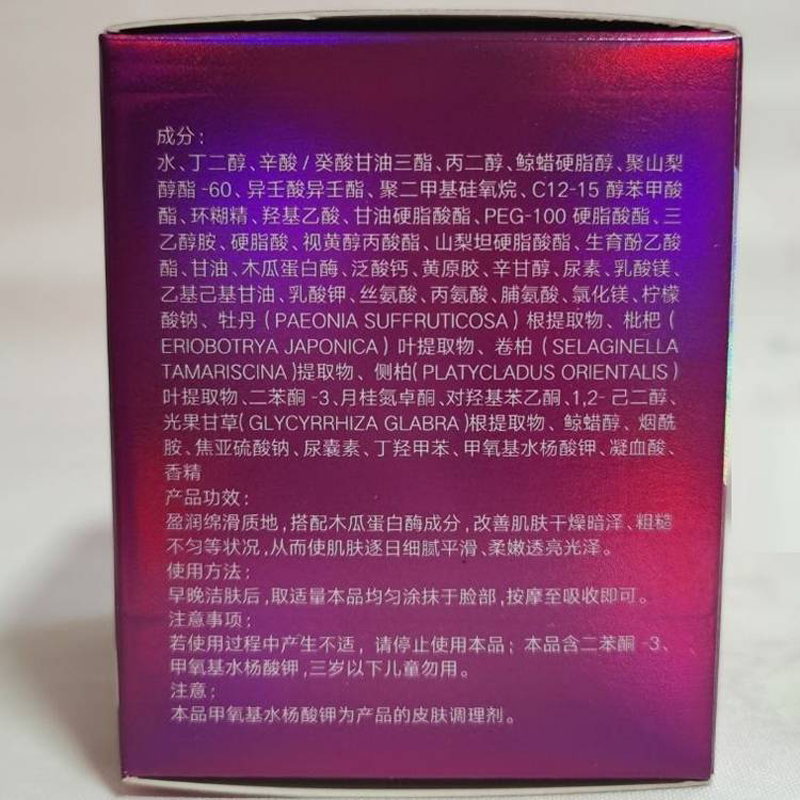 成分：
水、丁二醇、辛酸/癸酸甘油三酯、丙二醇、鲸蜡硬脂醇、聚山梨
醇酯-60、异壬酸异壬酯、聚二甲基硅氧烷、C12-15 醇苯甲酸
酯、环糊精、羟基乙酸、甘油硬脂酸酯、PEG-100 硬脂酸酯、三
乙醇胺、硬脂酸、视黄醇丙酸酯、山梨坦硬脂酸酯、生育酚乙酸
酯、甘油、木瓜蛋白酶、泛酸钙、黄原胶、辛甘醇、尿素、乳酸镁、
乙基己基甘油、乳酸钾、丝氨酸、丙氨酸、脯氨酸、氯化镁、柠檬
酸钠、牡丹(PAEONIA SUFFRUTICOSA)根提取物、枇杷(
ERIOBOTRYA JAPONICA)叶提取物、卷柏(SELAGINELLA
TAMARISCINA)提取物、侧柏(PLATYCLADUS ORIENTALIS)
叶提取物、二苯酮-3、月桂氮卓酮、对羟基苯乙酮、1,2-己二醇、
光果甘草(GLYCYRRHIZA GLABRA)根提取物、鲸蜡醇、烟酰
胺、焦亚硫酸钠、尿囊素、丁羟甲苯、甲氧基水杨酸钾、凝血酸、
香精
产品功效：
盈润绵滑质地,搭配木瓜蛋白酶成分,改善肌肤干燥暗泽、粗糙
不匀等状况,从而使肌肤逐日细腻平滑、柔嫩透亮光泽。
使用方法：
早晚洁肤后,取适量本品均匀涂抹于脸部,按摩至吸收即可。
注意事项：
若使用过程中产生不适，请停止使用本品；本品含二苯酮-3、
甲氧基水杨酸钾,三岁以下儿童勿用。
注意：
本品甲氧基水杨酸钾为产品的皮肤调理剂。